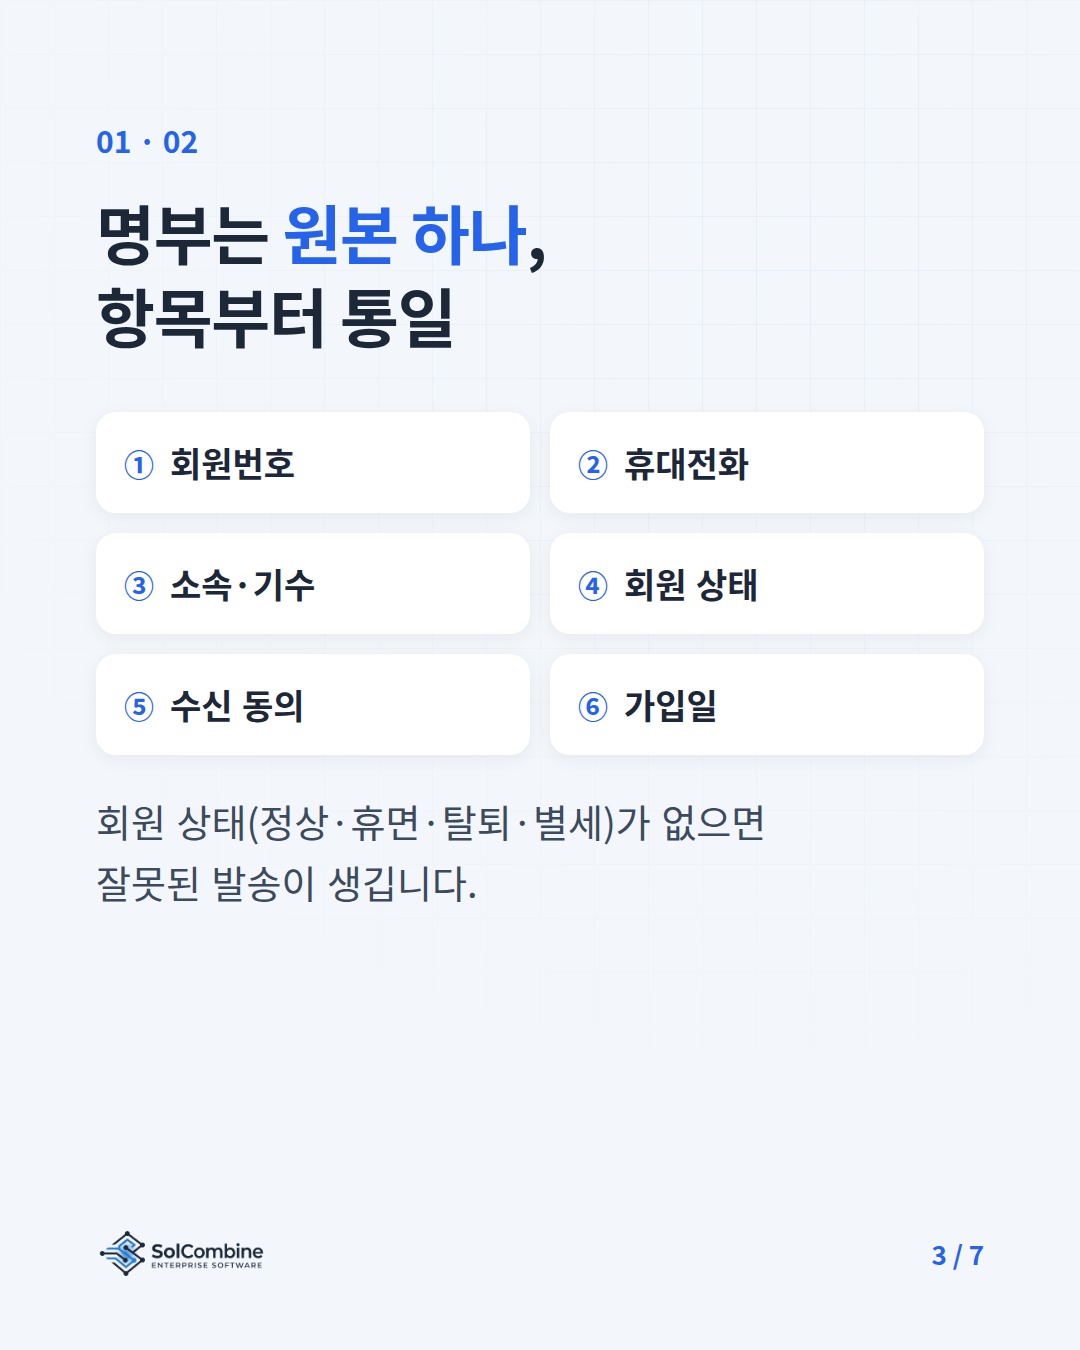 01 · 02
명부는 원본 하나,
항목부터 통일
① 회원번호
② 휴대전화
③ 소속·기수
④ 회원 상태
⑤ 수신 동의
⑥ 가입일
회원 상태(정상·휴면·탈퇴·별세)가 없으면
잘못된 발송이 생깁니다.
SolCombine
ENTERPRISE SOFTWARE
3 / 7